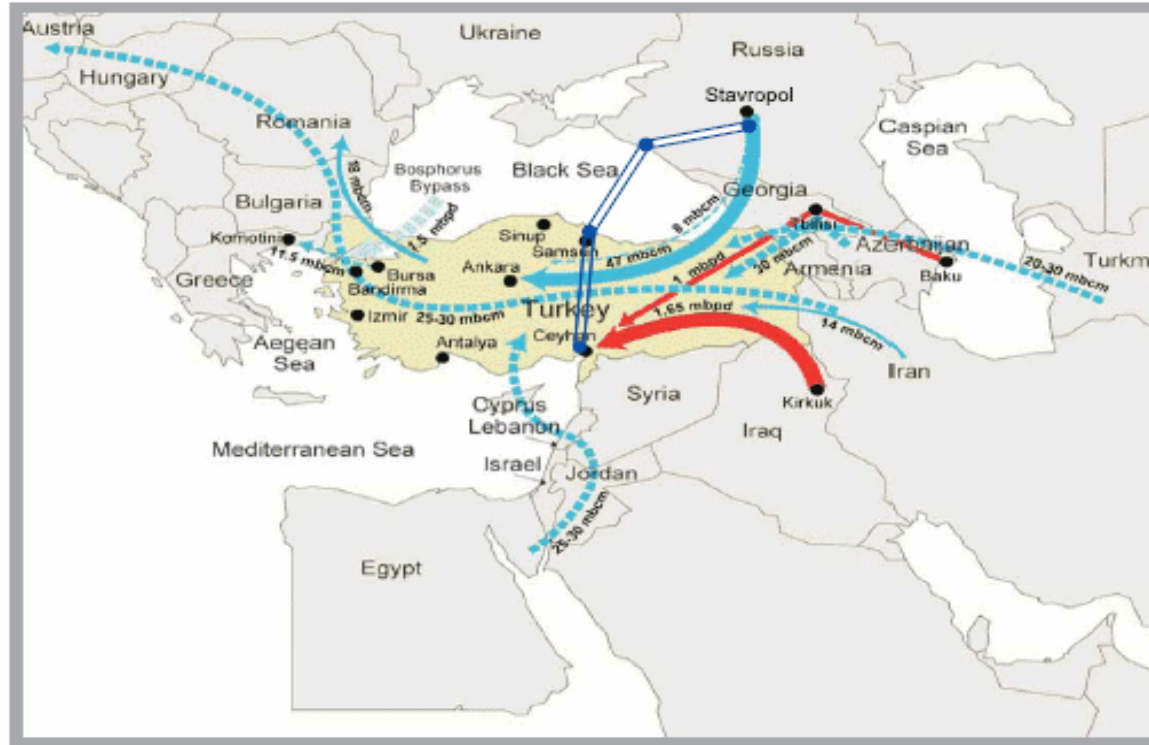 Austria
Ukraine
Russia
Hungary
Stavropol
Romania
Caspian
Sea
18 mbcm
Bosphorus
Bypass
Black Sea
Georgia
Bulgaria
1.5 mbpd
8 mbcm
Tbilisi
Komotini
Sinup
Samsun
Azerbaijan
11.5 mbcm
47 mbcm
Bursa
Ankara
1 mbpd
30 mbcm
Armenia
Baku
20-30 mbcm
Turkm
Greece
Bandirma
Izmir
25-30 mbcm
Turkey
1.65 mbpd
14 mbcm
Aegean
Sea
Antalya
Ceyhan
Iran
Syria
Kirkuk
Cyprus
Lebanon
Iraq
Mediterranean Sea
Israel
Jordan
25-30 mbcm
Egypt